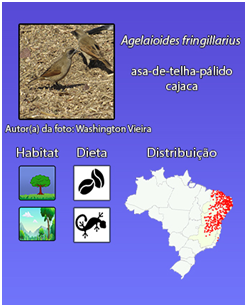 Agelaioides fringillarius
asa-de-telha-pálido
cajaca
Autor(a) da foto: Washington Vieira
Habitat Dieta Distribuição